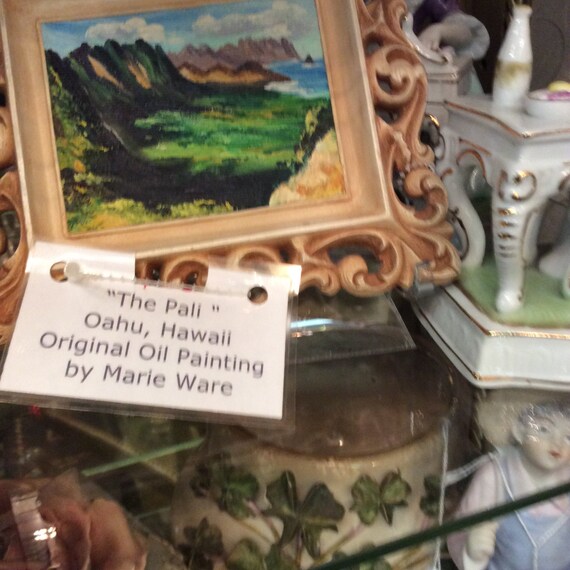 "The Pali "
Oahu, Hawaii
Original Oil Painting
by Marie Ware